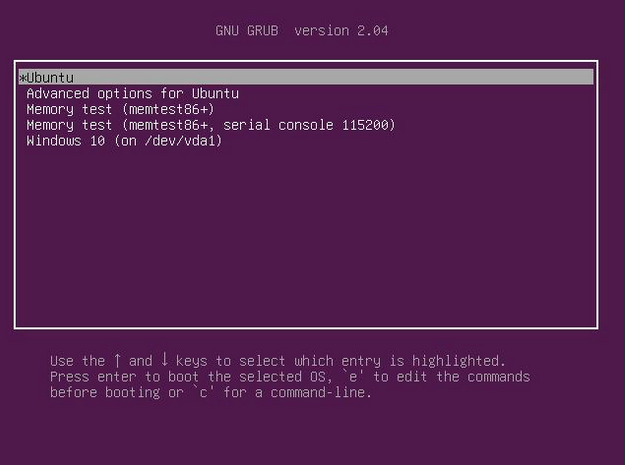 GNU GRUB  version 2.04
*Ubuntu
Advanced options for Ubuntu
Memory test (memtest86+)
Memory test (memtest86+, serial console 115200)
Windows 10 (on /dev/vda1)
Use the ↑ and ↓ keys to select which entry is highlighted.
Press enter to boot the selected OS, `e' to edit the commands
before booting or `c' for a command-line.